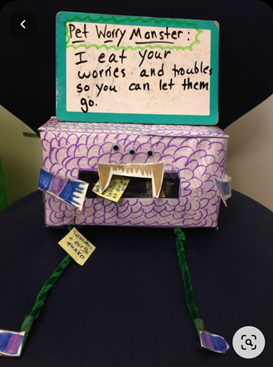 Pet Worry Monster:
I eat your
worries and troubles
so you can let them
go.